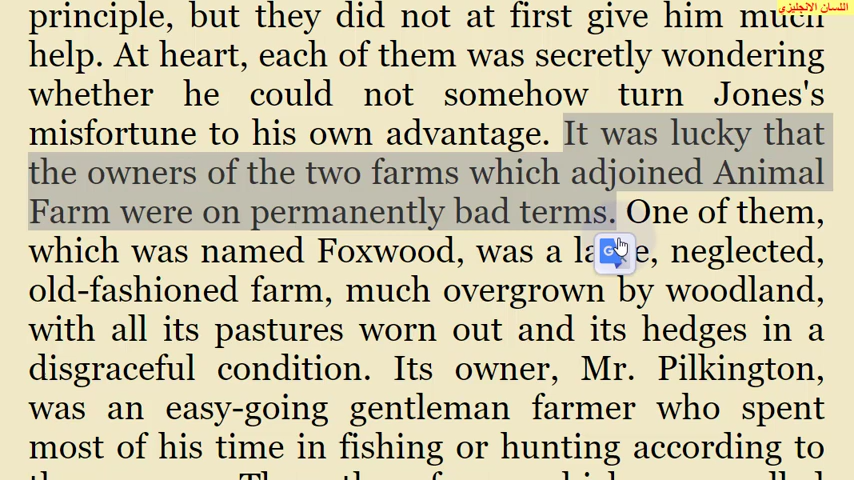 اللسان الانجليزي
principle, but they did not at first give him much
help. At heart, each of them was secretly wondering
whether he could not somehow turn Jones's
misfortune to his own advantage. It was lucky that
the owners of the two farms which adjoined Animal
Farm were on permanently bad terms. One of them,
which was named Foxwood, was a neglected,
old-fashioned farm, much overgrown by woodland,
with all its pastures worn out and its hedges in a
disgraceful condition. Its owner, Mr. Pilkington,
was an easy-going gentleman farmer who spent
most of his time in fishing or hunting according to